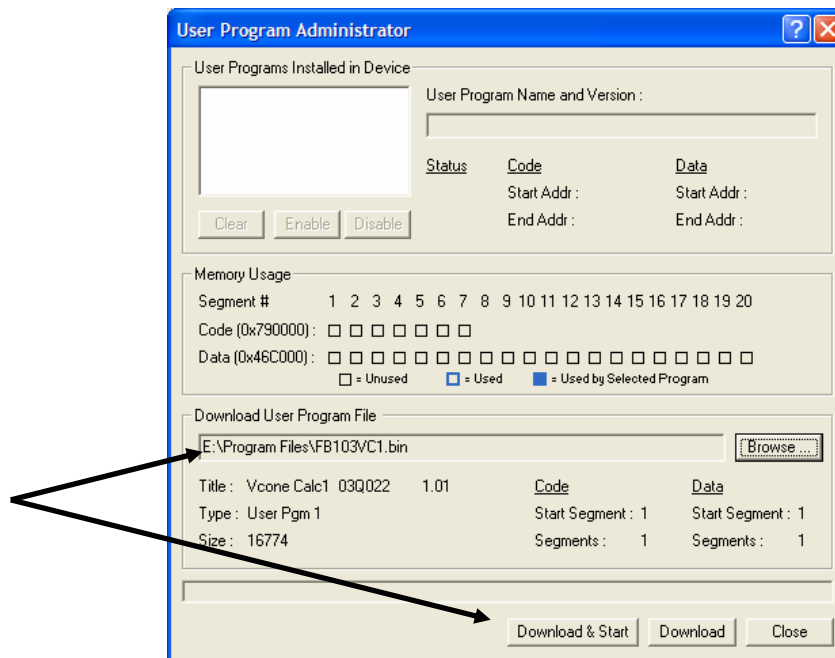 User Program Administrator
User Programs Installed in Device
User Program Name and Version :
Status Code Data
Start Addr : Start Addr :
Clear Enable Disable End Addr : End Addr :
Memory Usage
Segment # 1 2 3 4 5 6 7 8 9 10 11 12 13 14 15 16 17 18 19 20
Code (0x790000) :
Data (0x46C000) :
= Unused = Used = Used by Selected Program
Download User Program File
E:\Program Files\FB103VC1.bin Browse ...
Title : Vcone Calc1 03Q022 1.01 Code Data
Type : User Pgm 1 Start Segment : 1 Start Segment : 1
Size : 16774 Segments : 1 Segments : 1
Download & Start Download Close